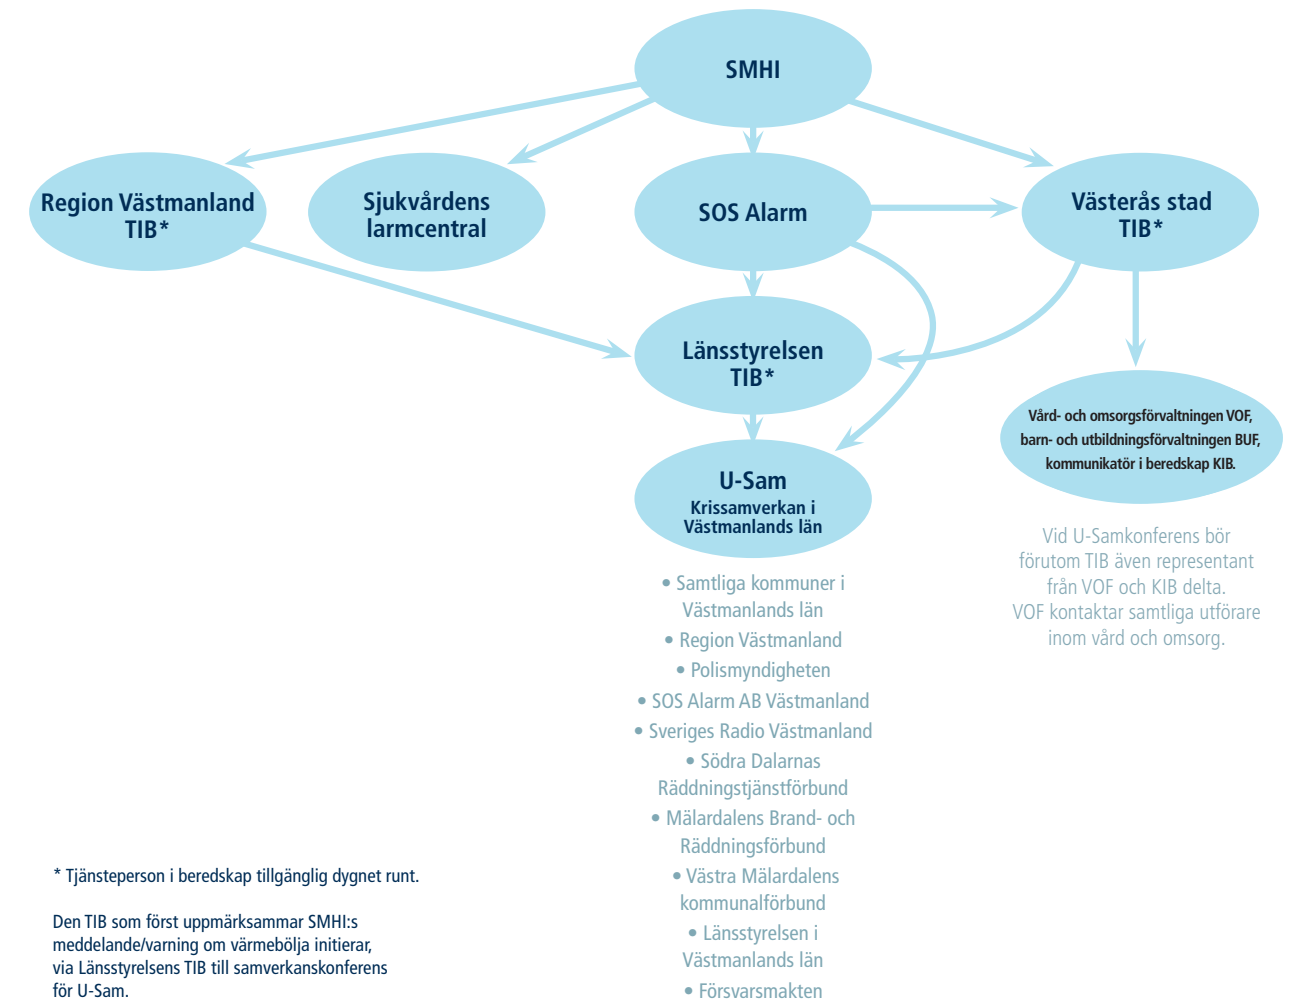 SMHI
Region Västmanland
TIB*
Sjukvårdens
larmcentral
SOS Alarm
Västerås stad
TIB*
Länsstyrelsen
TIB*
Vård- och omsorgsförvaltningen VOF,
barn- och utbildningsförvaltningen BUF,
kommunikatör i beredskap KIB.
U-Sam
Krissamverkan i
Västmanlands län
Vid U-Samkonferens bör
förutom TIB även representant
från VOF och KIB delta.
VOF kontaktar samtliga utförare
inom vård och omsorg.
• Samtliga kommuner i
Västmanlands län
• Region Västmanland
• Polismyndigheten
• SOS Alarm AB Västmanland
• Sveriges Radio Västmanland
• Södra Dalarnas
Räddningstjänstförbund
• Mälardalens Brand- och
Räddningsförbund
• Västra Mälardalens
kommunalförbund
• Länsstyrelsen i
Västmanlands län
• Försvarsmakten
* Tjänsteperson i beredskap tillgänglig dygnet runt.
Den TIB som först uppmärksammar SMHI:s
meddelande/varning om värmebölja initierar,
via Länsstyrelsens TIB till samverkanskonferens
för U-Sam.